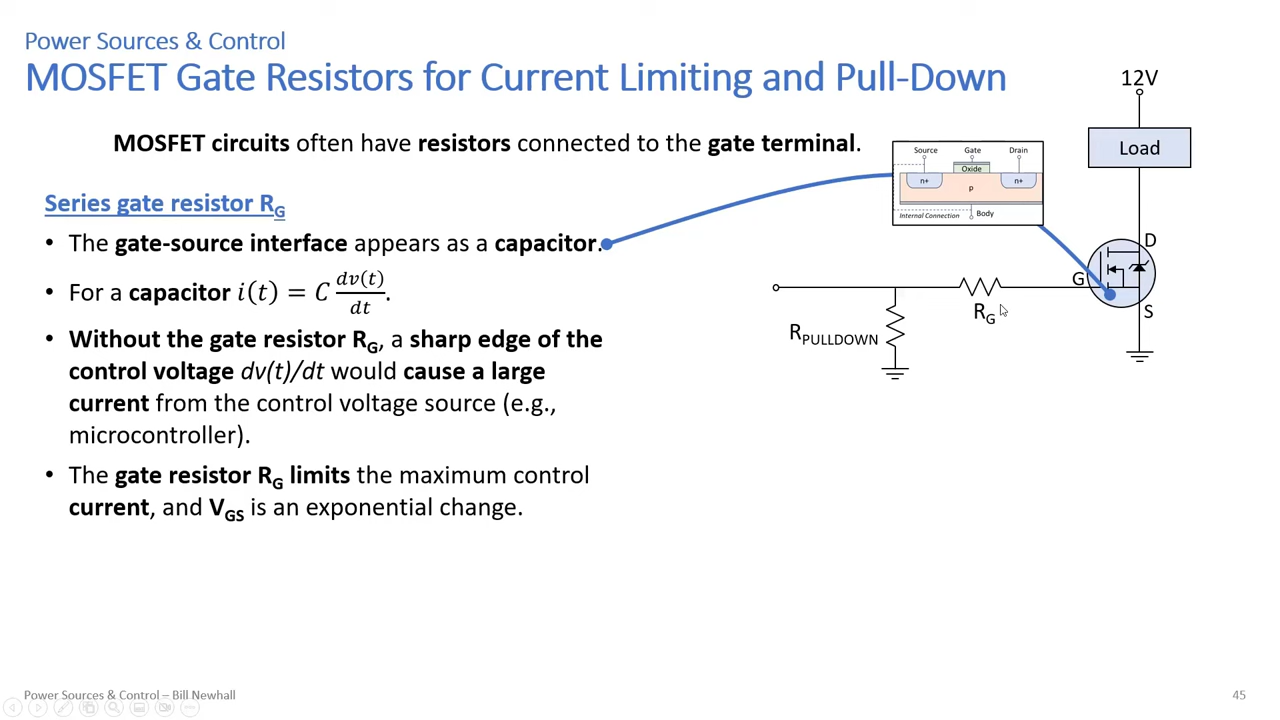 Power Sources & Control
MOSFET Gate Resistors for Current Limiting and Pull-Down
MOSFET circuits often have resistors connected to the gate terminal.
Series gate resistor R_G
• The gate-source interface appears as a capacitor.
• For a capacitor i(t) = C dv(t)/dt.
• Without the gate resistor R_G, a sharp edge of the
control voltage dv(t)/dt would cause a large
current from the control voltage source (e.g.,
microcontroller).
• The gate resistor R_G limits the maximum control
current, and V_GS is an exponential change.
Source Gate Drain
Oxide
n+ p n+
Internal Connection Body
12V
Load
D
G
S
R_G
R_PULLDOWN
Power Sources & Control – Bill Newhall
45